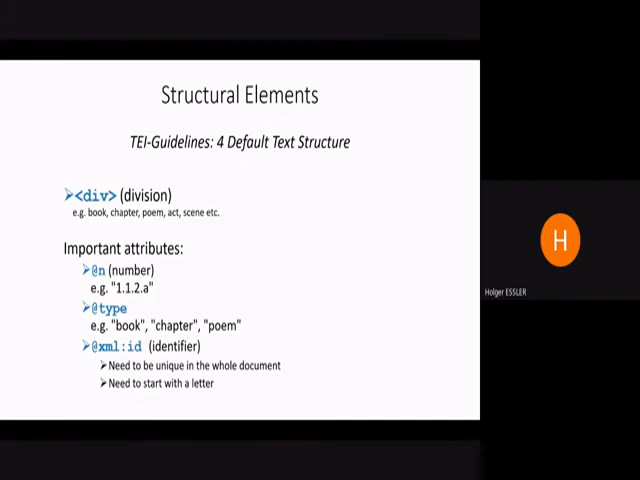 Structural Elements
TEI-Guidelines: 4 Default Text Structure
➢<div> (division)
e.g. book, chapter, poem, act, scene etc.
Important attributes:
➢@n (number)
e.g. "1.1.2.a"
➢@type
e.g. "book", "chapter", "poem"
➢@xml:id (identifier)
➢Need to be unique in the whole document
➢Need to start with a letter
H
Holger ESSLER